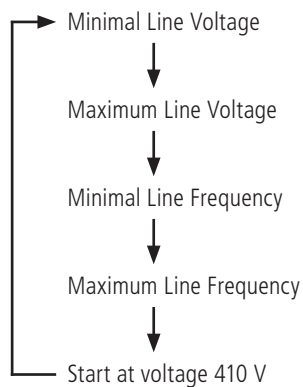 Minimal Line Voltage
Maximum Line Voltage
Minimal Line Frequency
Maximum Line Frequency
Start at voltage 410 V